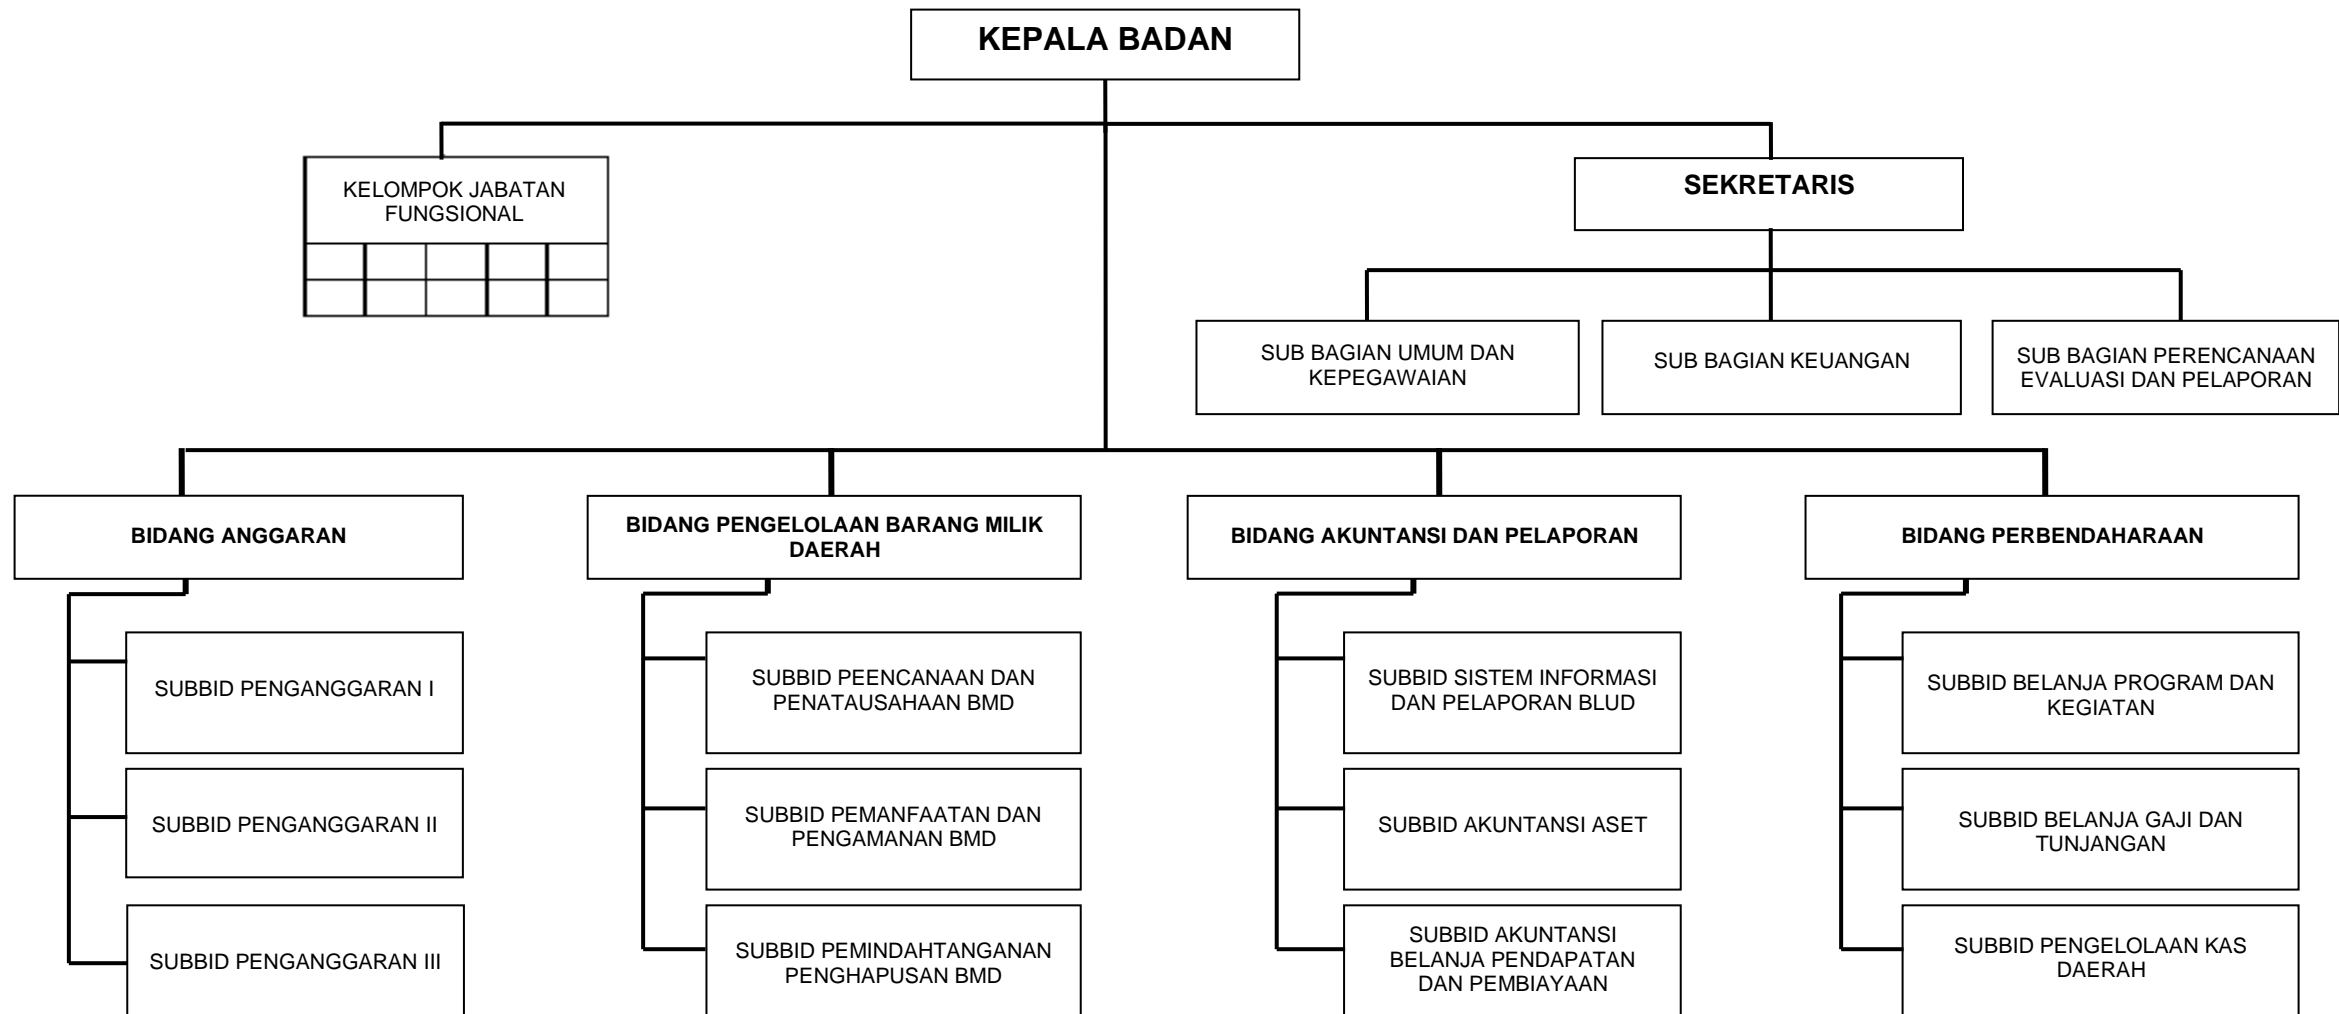 KEPALA BADAN
KELOMPOK JABATAN
FUNGSIONAL
SEKRETARIS
SUB BAGIAN UMUM DAN
KEPEGAWAIAN
SUB BAGIAN KEUANGAN
SUB BAGIAN PERENCANAAN
EVALUASI DAN PELAPORAN
BIDANG ANGGARAN
BIDANG PENGELOLAAN BARANG MILIK
DAERAH
BIDANG AKUNTANSI DAN PELAPORAN
BIDANG PERBENDAHARAAN
SUBBID PENGANGGARAN I
SUBBID PEENCANAAN DAN
PENATAUSAHAAN BMD
SUBBID SISTEM INFORMASI
DAN PELAPORAN BLUD
SUBBID BELANJA PROGRAM DAN
KEGIATAN
SUBBID PENGANGGARAN II
SUBBID PEMANFAATAN DAN
PENGAMANAN BMD
SUBBID AKUNTANSI ASET
SUBBID BELANJA GAJI DAN
TUNJANGAN
SUBBID PENGANGGARAN III
SUBBID PEMINDAHTANGANAN
PENGHAPUSAN BMD
SUBBID AKUNTANSI
BELANJA PENDAPATAN
DAN PEMBIAYAAN
SUBBID PENGELOLAAN KAS
DAERAH